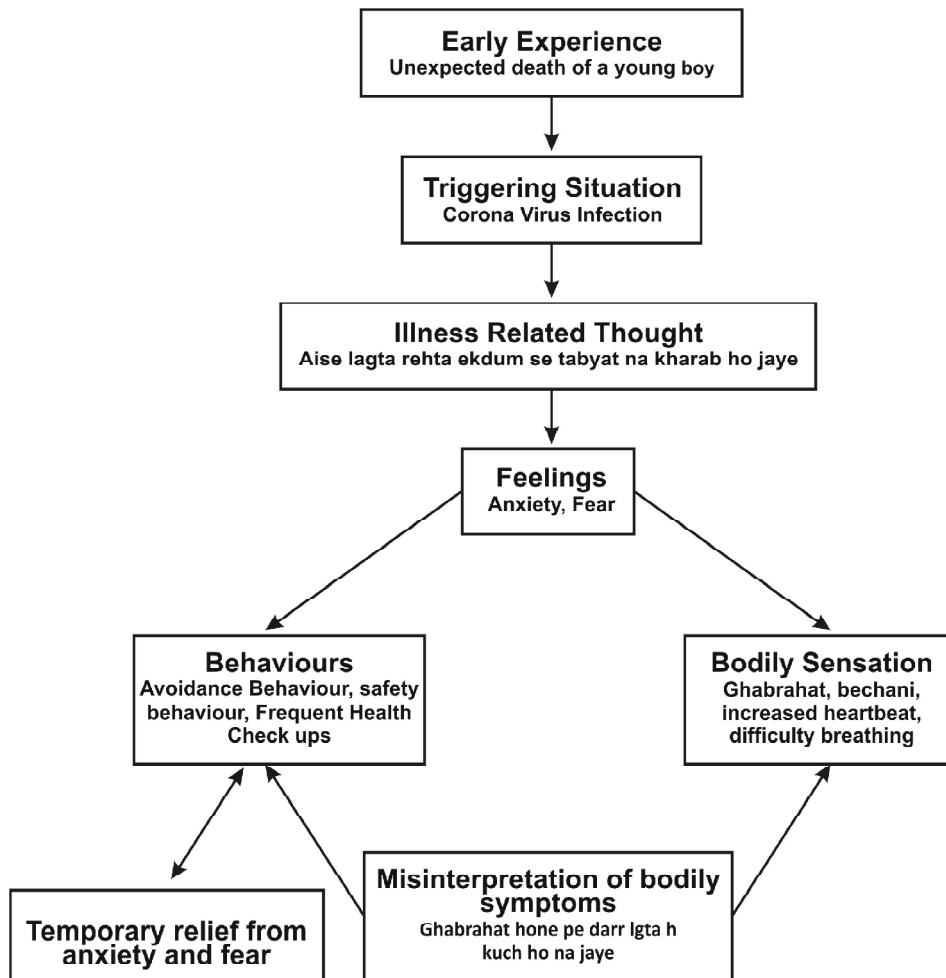 Early Experience
Unexpected death of a young boy
Triggering Situation
Corona Virus Infection
Illness Related Thought
Aise lagta rehta ekdum se tabyat na kharab ho jaye
Feelings
Anxiety, Fear
Behaviours
Avoidance Behaviour, safety
behaviour, Frequent Health
Check ups
Bodily Sensation
Ghabrahat, bechani,
increased heartbeat,
difficulty breathing
Temporary relief from
anxiety and fear
Misinterpretation of bodily
symptoms
Ghabrahat hone pe darr lgta h
kuch ho na jaye